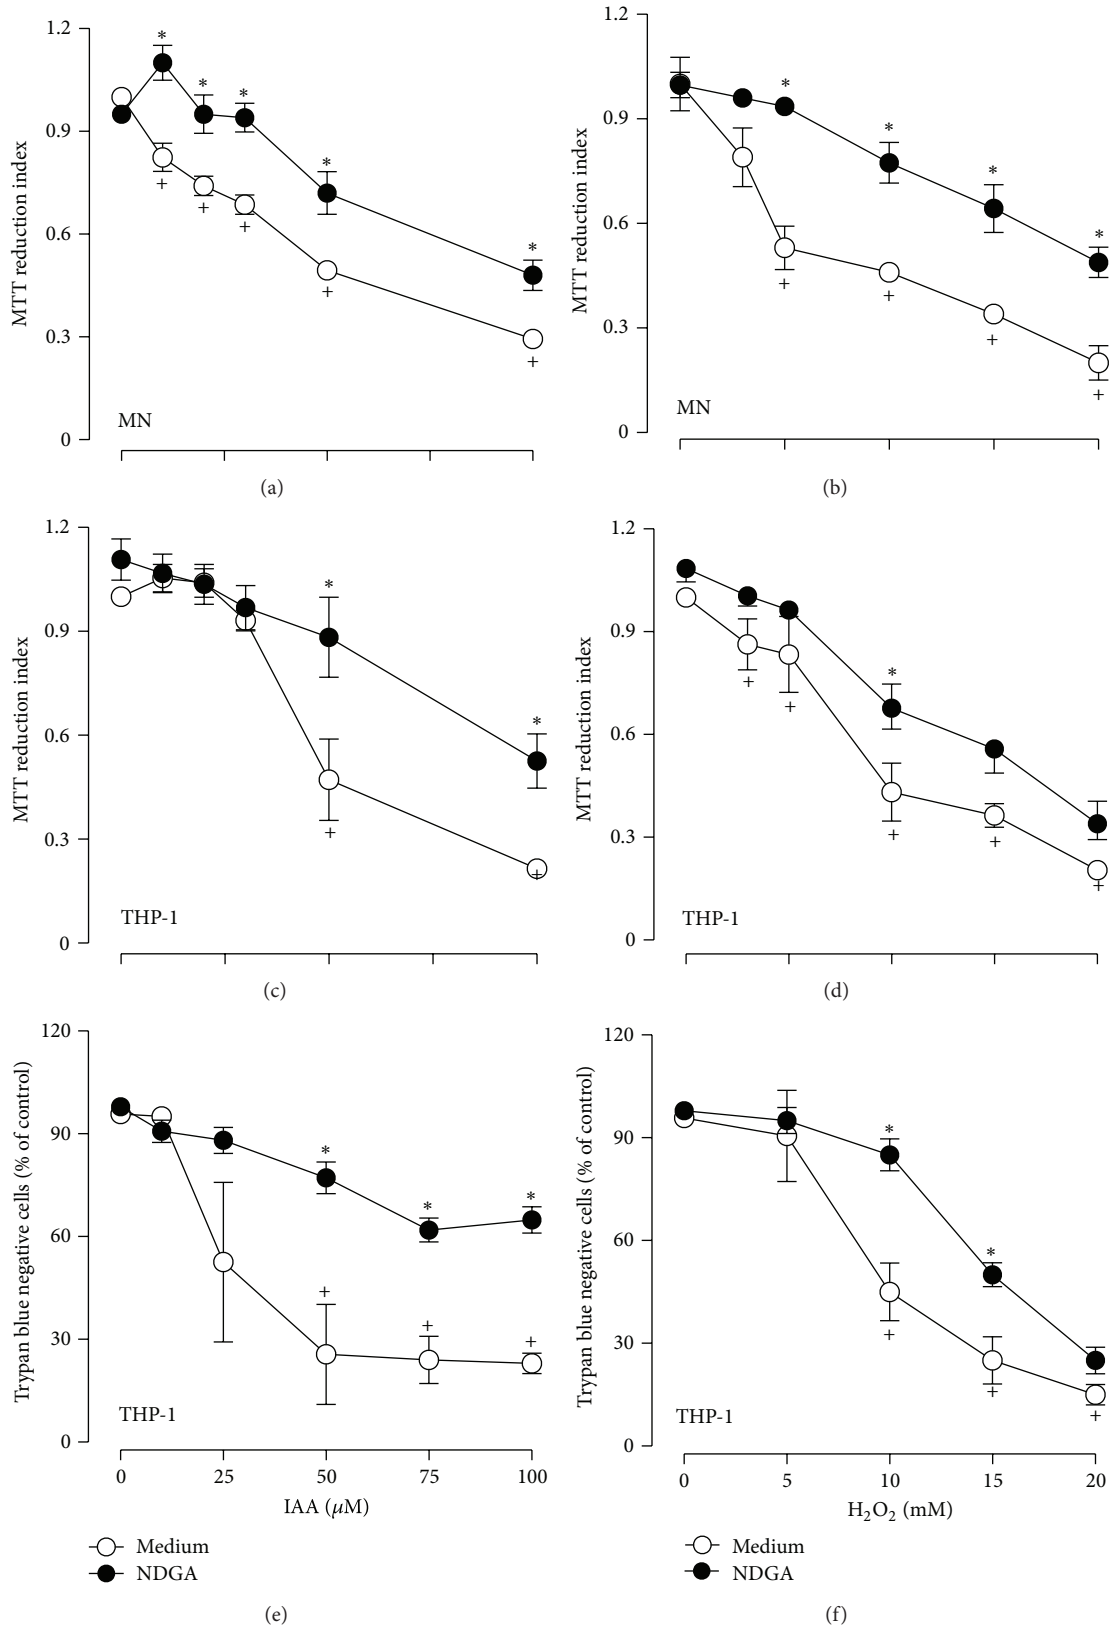 1.2
0.9
0.6
0.3
0
MTT reduction index
*
*
*
*
*
+
+
+
+
+
MN
(a)
1.2
0.9
0.6
0.3
0
MTT reduction index
*
*
*
*
+
+
+
+
MN
(b)
1.2
0.9
0.6
0.3
0
MTT reduction index
*
*
+
+
THP-1
(c)
1.2
0.9
0.6
0.3
0
MTT reduction index
*
+
+
+
+
+
THP-1
(d)
120
90
60
30
0
Trypan blue negative cells (% of control)
*
*
*
+
+
+
THP-1
0 25 50 75 100
IAA (μM)
Medium
NDGA
(e)
120
90
60
30
0
Trypan blue negative cells (% of control)
*
*
+
+
+
THP-1
0 5 10 15 20
H₂O₂ (mM)
Medium
NDGA
(f)